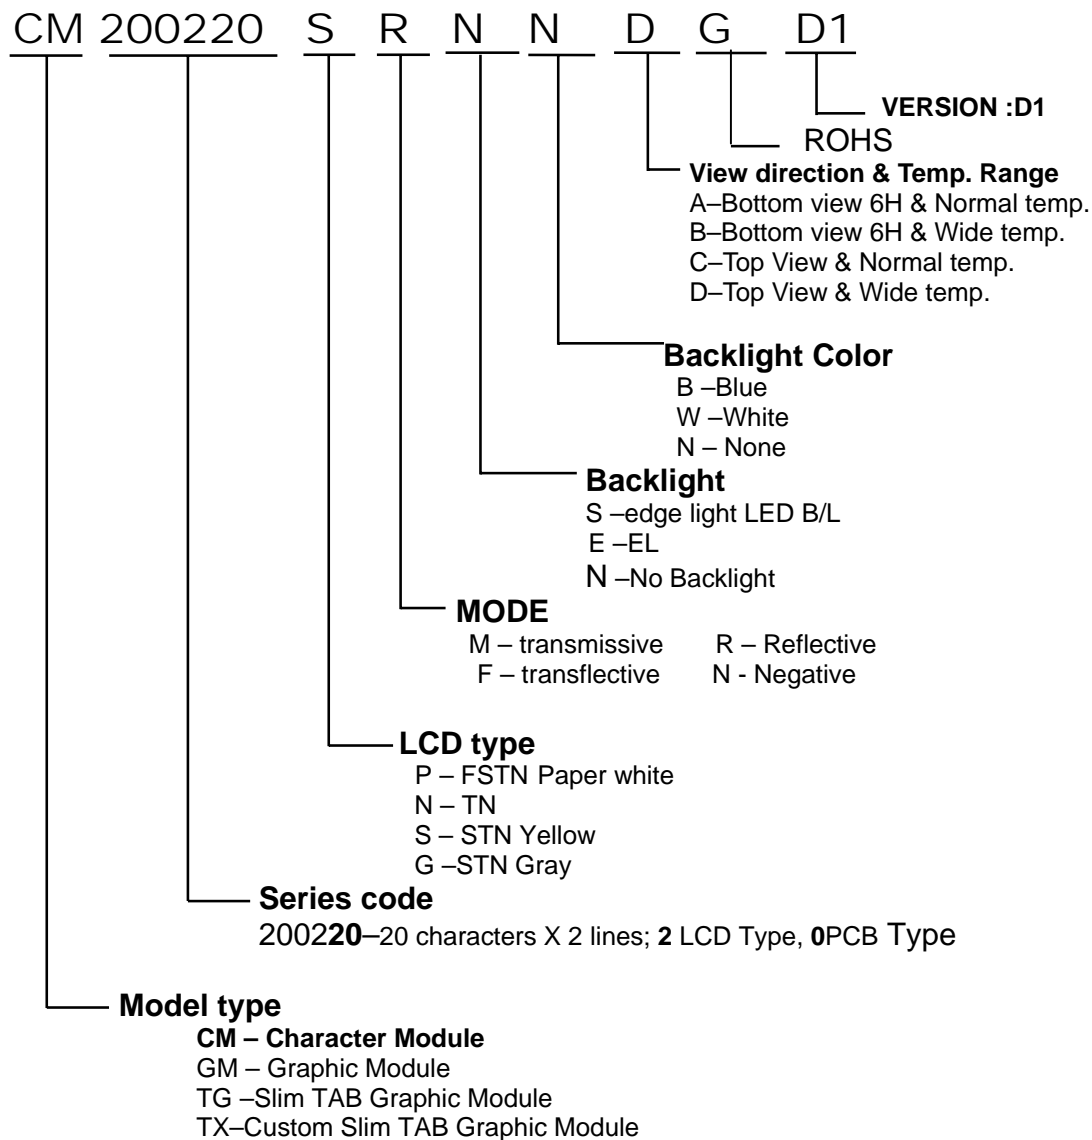 CM 200220 S R N N D G D1
VERSION :D1
ROHS
View direction & Temp. Range
A–Bottom view 6H & Normal temp.
B–Bottom view 6H & Wide temp.
C–Top View & Normal temp.
D–Top View & Wide temp.
Backlight Color
B –Blue
W –White
N – None
Backlight
S –edge light LED B/L
E –EL
N –No Backlight
MODE
M – transmissive R – Reflective
F – transflective N - Negative
LCD type
P – FSTN Paper white
N – TN
S – STN Yellow
G –STN Gray
Series code
200220–20 characters X 2 lines; 2 LCD Type, 0PCB Type
Model type
CM – Character Module
GM – Graphic Module
TG –Slim TAB Graphic Module
TX–Custom Slim TAB Graphic Module